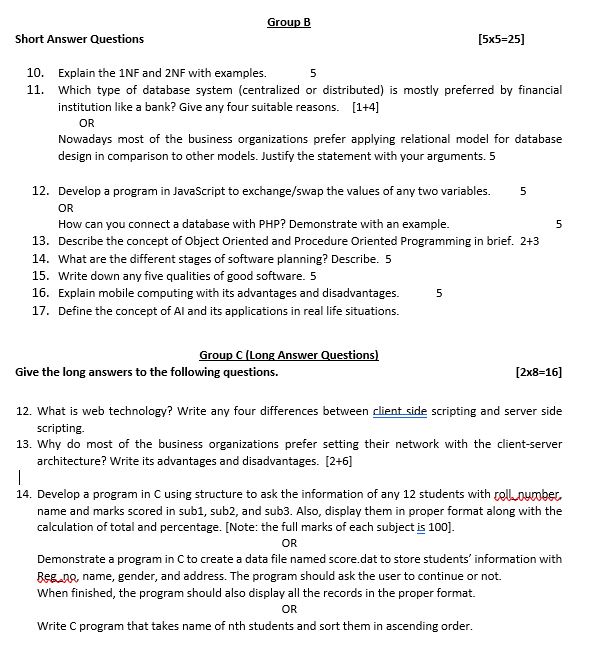 Group B
Short Answer Questions [5x5=25]
10. Explain the 1NF and 2NF with examples. 5
11. Which type of database system (centralized or distributed) is mostly preferred by financial
institution like a bank? Give any four suitable reasons. [1+4]
OR
Nowadays most of the business organizations prefer applying relational model for database
design in comparison to other models. Justify the statement with your arguments. 5
12. Develop a program in JavaScript to exchange/swap the values of any two variables. 5
OR
How can you connect a database with PHP? Demonstrate with an example. 5
13. Describe the concept of Object Oriented and Procedure Oriented Programming in brief. 2+3
14. What are the different stages of software planning? Describe. 5
15. Write down any five qualities of good software. 5
16. Explain mobile computing with its advantages and disadvantages. 5
17. Define the concept of AI and its applications in real life situations.
Group C (Long Answer Questions)
Give the long answers to the following questions. [2x8=16]
12. What is web technology? Write any four differences between client side scripting and server side
scripting.
13. Why do most of the business organizations prefer setting their network with the client-server
architecture? Write its advantages and disadvantages. [2+6]
14. Develop a program in C using structure to ask the information of any 12 students with roll_number,
name and marks scored in sub1, sub2, and sub3. Also, display them in proper format along with the
calculation of total and percentage. [Note: the full marks of each subject is 100].
OR
Demonstrate a program in C to create a data file named score.dat to store students' information with
Reg_no, name, gender, and address. The program should ask the user to continue or not.
When finished, the program should also display all the records in the proper format.
OR
Write C program that takes name of nth students and sort them in ascending order.